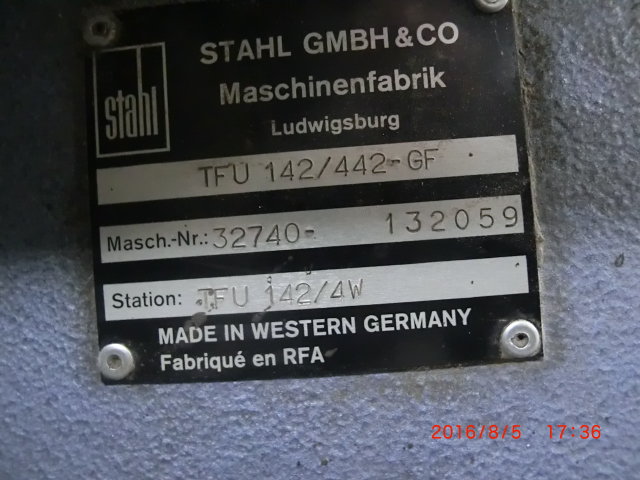 stahl
STAHL GMBH & CO
Maschinenfabrik
Ludwigsburg
TFU 142/442-GF
Masch.-Nr.: 32740- 132059
Station: TFU 142/4W
MADE IN WESTERN GERMANY
Fabriqué en RFA
2016/8/5 17:36